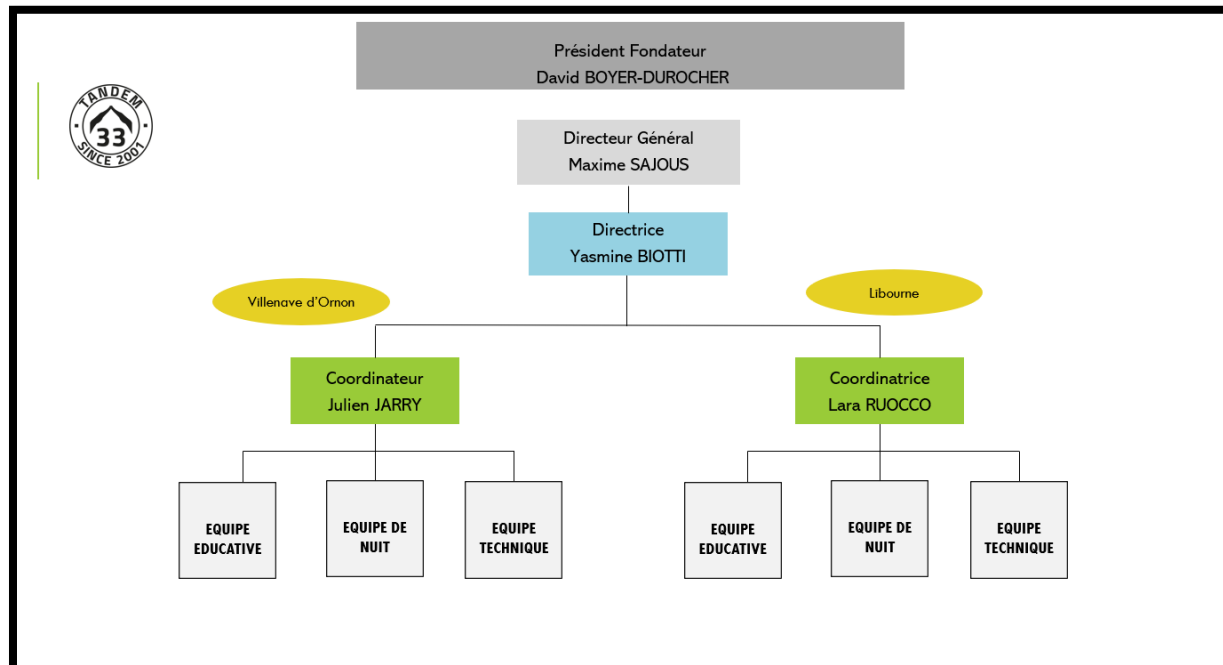 Président Fondateur
David BOYER-DUROCHER
TANDEM
33
SINCE 2001
Directeur Général
Maxime SAJOUS
Directrice
Yasmine BIOTTI
Villenave d'Ornon
Libourne
Coordinateur
Julien JARRY
Coordinatrice
Lara RUOCCO
EQUIPE
EDUCATIVE
EQUIPE DE
NUIT
EQUIPE
TECHNIQUE
EQUIPE
EDUCATIVE
EQUIPE DE
NUIT
EQUIPE
TECHNIQUE